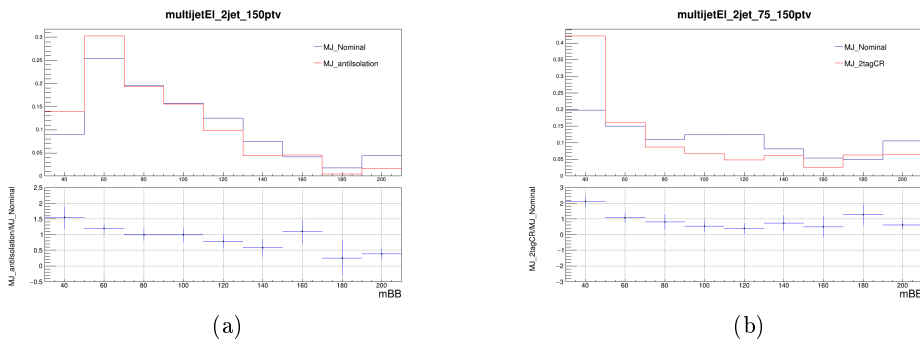 multijetEl_2jet_150ptv
0.3
0.25
0.2
0.15
0.1
0.05
0
MJ_Nominal
MJ_antiIsolation
40 60 80 100 120 140 160 180 200
MJ_antiIsolation/MJ_Nominal
2.5
2
1.5
1
0.5
0
−0.5
40 60 80 100 120 140 160 180 200
mBB
(a)
multijetEl_2jet_75_150ptv
0.4
0.35
0.3
0.25
0.2
0.15
0.1
0.05
0
MJ_Nominal
MJ_2tagCR
40 60 80 100 120 140 160 180 200
MJ_2tagCR/MJ_Nominal
3
2
1
0
−1
−2
−3
40 60 80 100 120 140 160 180 200
mBB
(b)